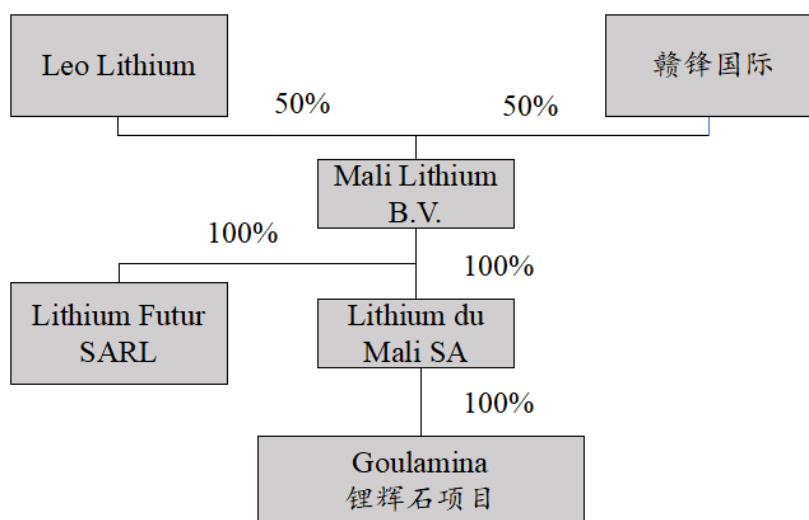 Leo Lithium
赣锋国际
50%
50%
Mali Lithium
B.V.
100%
100%
Lithium Futur
SARL
Lithium du
Mali SA
100%
Goulamina
锂辉石项目